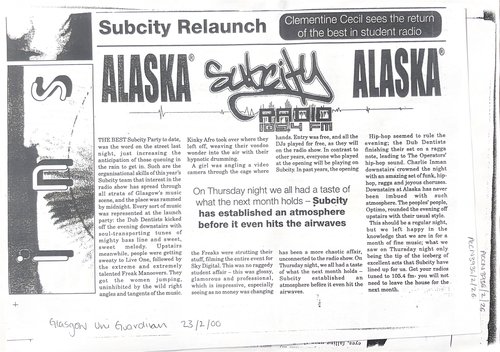 Subcity Relaunch
Clementine Cecil sees the return
of the best in student radio
ALASKA®
Subcity
RADIO
ALASKA®
THE BEST Subcity Party to date,
was the word on the street last
night, just increasing the
anticipation of those queing in
the rain to get in. Such are the
organisational skills of this year's
Subcity team that interest in the
radio show has spread through
all strata of Glasgow's music
scene, and the place was rammed
by midnight. Every sort of music
was represented at the launch
party: the Dub Dentists kicked
off the evening downstairs with
soul-transporting tunes of
mighty bass line and sweet,
sweet melody. Upstairs
meanwhile, people were getting
sweaty to Live One, followed by
the extreme and extremely
talented Freak Manouvers. They
got the women jumping,
uninhibited by the wild right
angles and tugents of the music.
Kinky Afro took over where they
left off, weaving their voodoo
wonder into the air with their
hypnotic drumming.
A girl was angling a video
camera through the cage where
the Freaks were strutting their
stuff, filming the entire event for
Sky Digital. This was no raggedy
student affair - this was glossy,
glamorous and professional,
which is impressive, especially
seeing as no money was changing
hands. Entry was free, and all the
DJs played for free, as they will
on the radio show. In contrast to
other years, everyone who played
at the opening will be playing on
Subcity. In past years, the opening
has been a more chaotic affair,
unconnected to the radio show. On
Thursday night, we all had a taste
of what the next month holds -
Subcity has established an
atmosphere before it even hits the
airwaves.
On Thursday night we all had a taste of
what the next month holds – Subcity
has established an atmosphere
before it even hits the airwaves
Hip-hop seemed to rule the
evening; the Dub Dentists
finishing their set on a ragga
note, leading to The Operators'
hip-hop sound. Charlie Inman
downstairs crowned the night
with an amazing set of funk, hip-
hop, ragga and joyous choruses.
Downstairs at Alaska has never
been imbued with such
atmosphere. The peoples' people,
Optimo, rounded the evening off
upstairs with their usual style.
This should be a regular night,
but we left happy in the
knowledge that we are in for a
month of fine music; what we
saw on Thursday night only
being the tip of the iceberg of
excellent acts that Subcity have
lined up for us. Get your radios
tuned to 105.4 fm- you will not
need to leave the house for the
next month.
Glasgow Uni Guardian 23/2/00